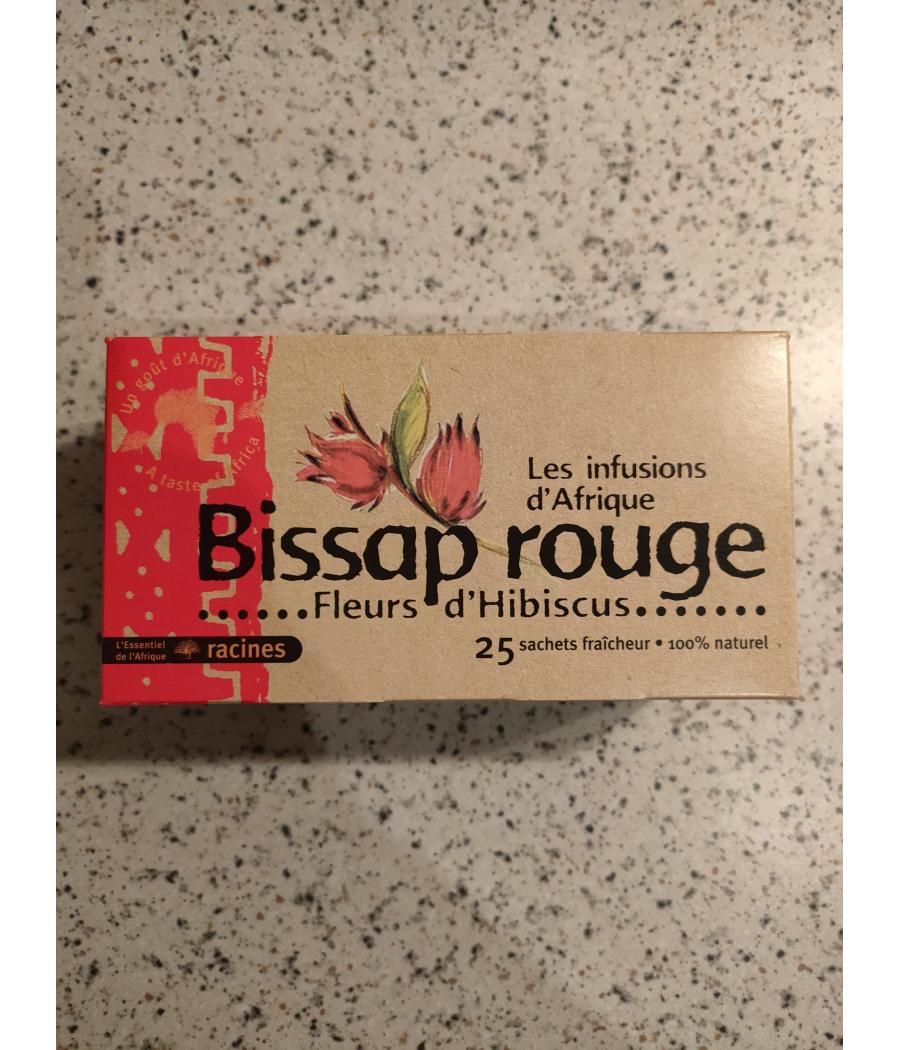 Un goût d'Afrique
A taste of Africa
Les infusions
d'Afrique
Bissap rouge
......Fleurs d'Hibiscus.......
L'Essentiel
de l'Afrique
racines
25 sachets fraîcheur • 100% naturel